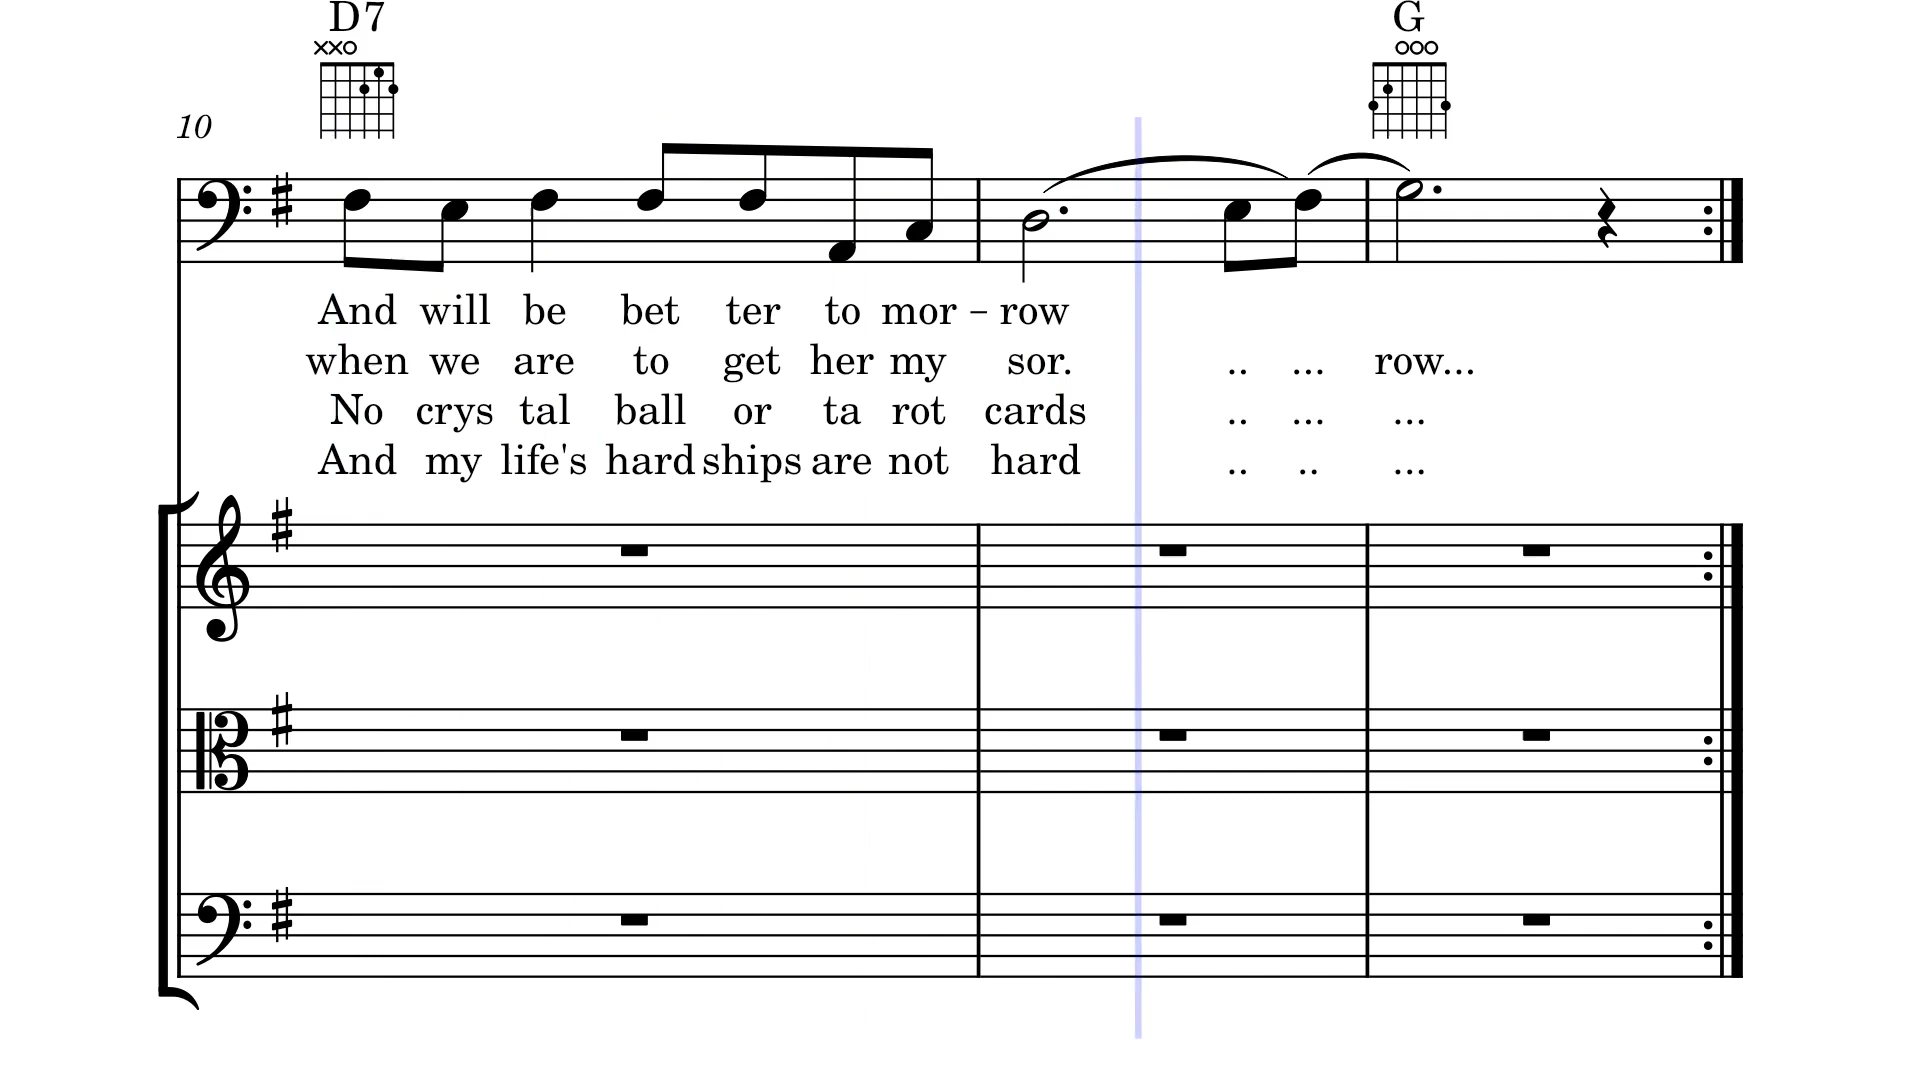 D7 G
10
And will be bet ter to mor - row
when we are to get her my sor. .. ... row...
No crys tal ball or ta rot cards .. ... ...
And my life's hard ships are not hard .. .. ...